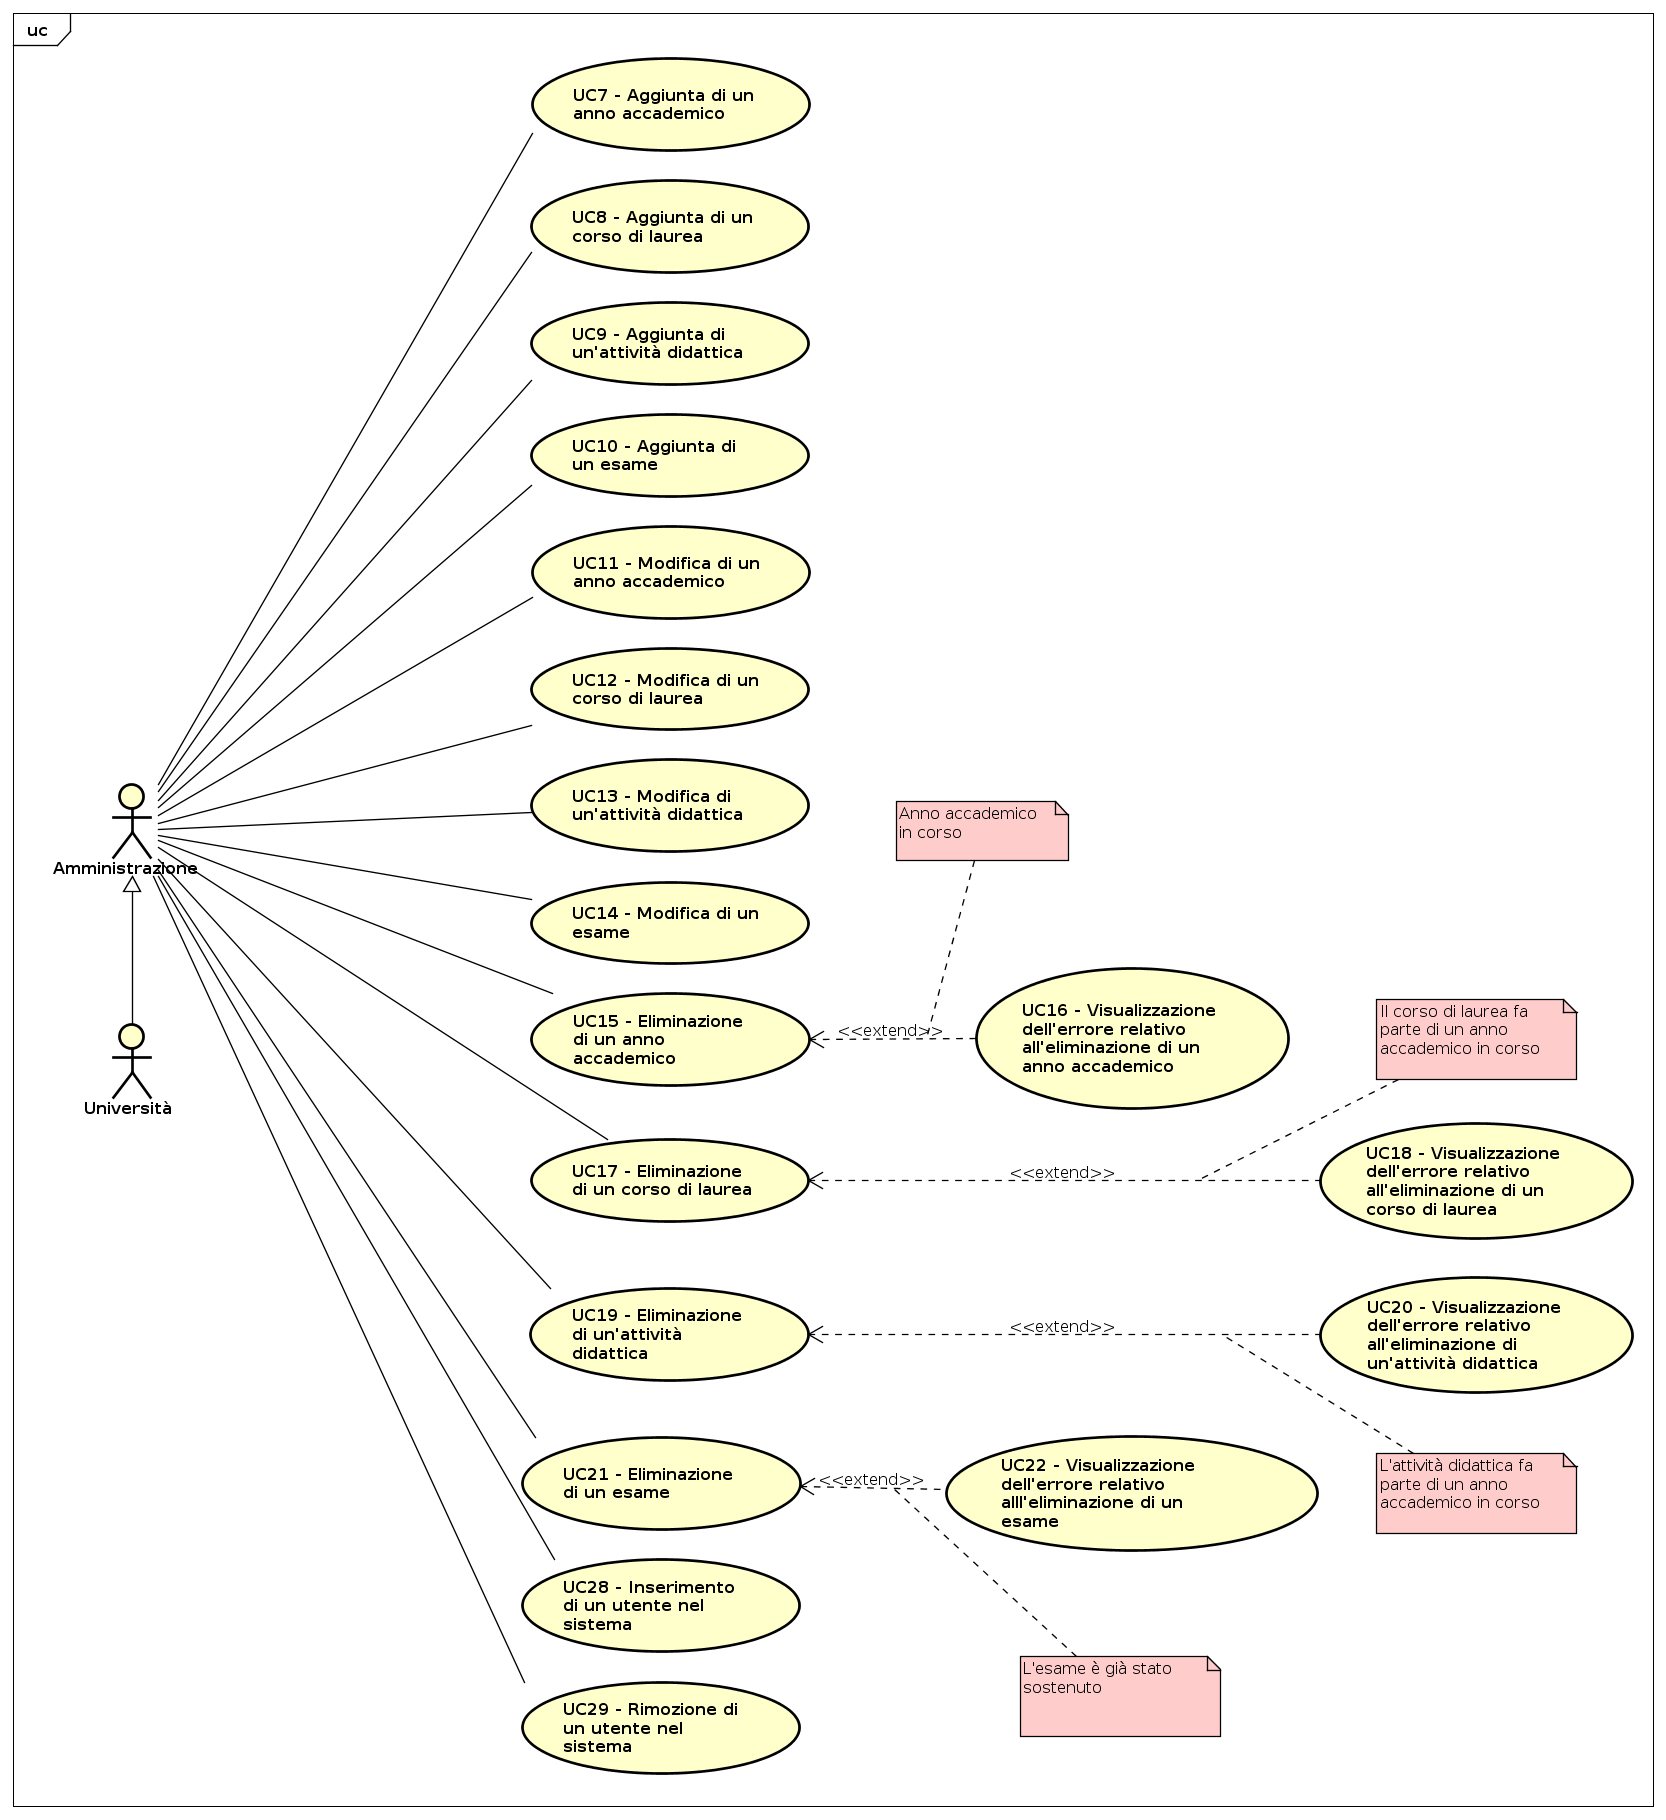 uc
UC7 - Aggiunta di un
anno accademico
UC8 - Aggiunta di un
corso di laurea
UC9 - Aggiunta di
un'attività didattica
UC10 - Aggiunta di
un esame
UC11 - Modifica di un
anno accademico
UC12 - Modifica di un
corso di laurea
UC13 - Modifica di
un'attività didattica
Anno accademico
in corso
Amministrazione
UC14 - Modifica di un
esame
UC15 - Eliminazione
di un anno
accademico
<<extend>>
UC16 - Visualizzazione
dell'errore relativo
all'eliminazione di un
anno accademico
Il corso di laurea fa
parte di un anno
accademico in corso
Università
UC17 - Eliminazione
di un corso di laurea
<<extend>>
UC18 - Visualizzazione
dell'errore relativo
all'eliminazione di un
corso di laurea
UC19 - Eliminazione
di un'attività
didattica
<<extend>>
UC20 - Visualizzazione
dell'errore relativo
all'eliminazione di
un'attività didattica
UC21 - Eliminazione
di un esame
<<extend>>
UC22 - Visualizzazione
dell'errore relativo
alll'eliminazione di un
esame
L'attività didattica fa
parte di un anno
accademico in corso
UC28 - Inserimento
di un utente nel
sistema
L'esame è già stato
sostenuto
UC29 - Rimozione di
un utente nel
sistema